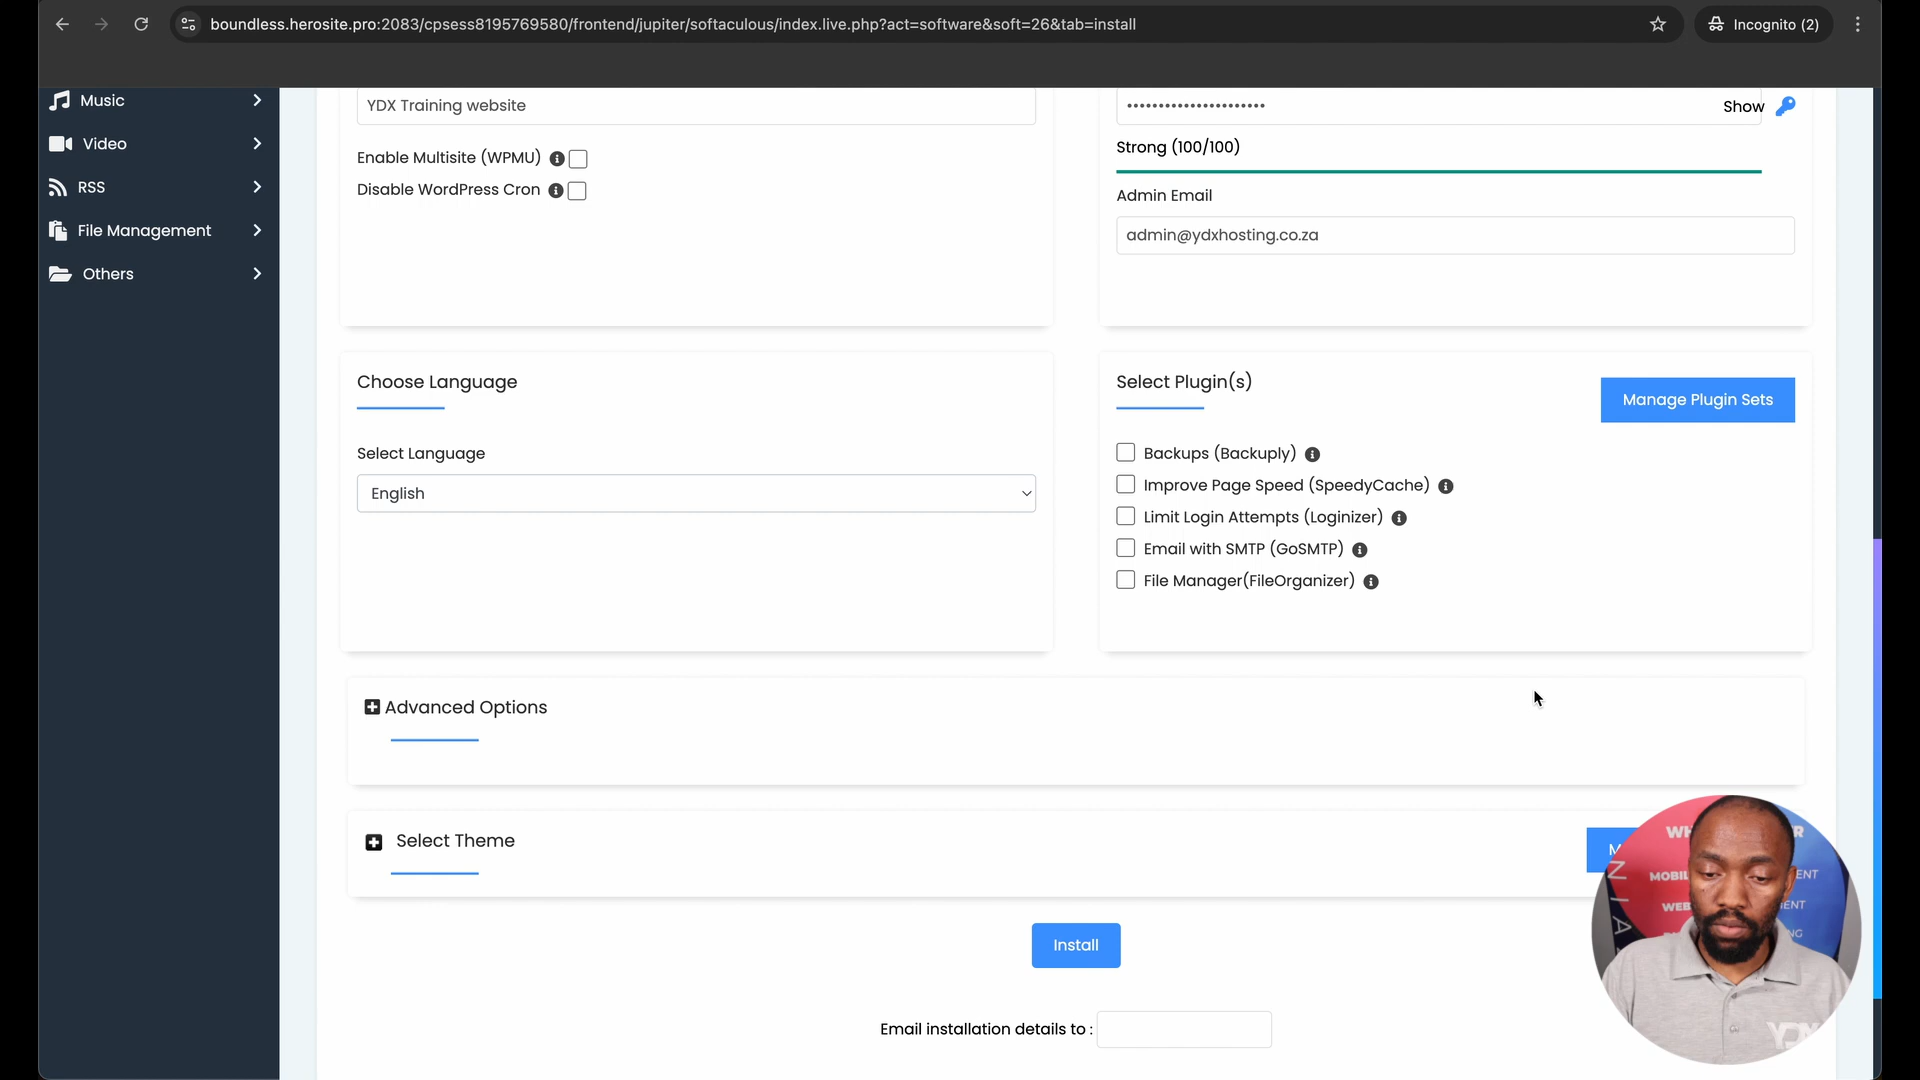 boundless.herosite.pro:2083/cpsess8195769580/frontend/jupiter/softaculous/index.live.php?act=software&soft=26&tab=install
Incognito (2)
Music
Video
RSS
File Management
Others
YDX Training website
Enable Multisite (WPMU)
Disable WordPress Cron
••••••••••••••••••••••
Show
Strong (100/100)
Admin Email
admin@ydxhosting.co.za
Choose Language
Select Language
English
Select Plugin(s)
Manage Plugin Sets
Backups (Backuply)
Improve Page Speed (SpeedyCache)
Limit Login Attempts (Loginizer)
Email with SMTP (GoSMTP)
File Manager(FileOrganizer)
Advanced Options
Select Theme
Install
Email installation details to :
YDX